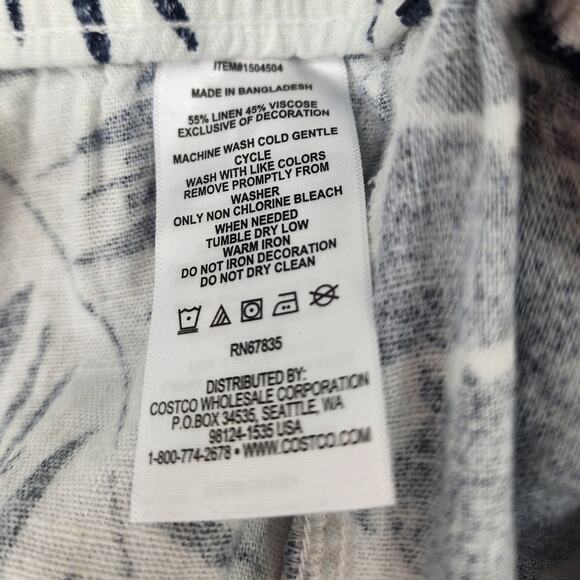 ITEM#1504504
MADE IN BANGLADESH
55% LINEN 45% VISCOSE
EXCLUSIVE OF DECORATION
MACHINE WASH COLD GENTLE
CYCLE
WASH WITH LIKE COLORS
REMOVE PROMPTLY FROM
WASHER
ONLY NON CHLORINE BLEACH
WHEN NEEDED
TUMBLE DRY LOW
WARM IRON
DO NOT IRON DECORATION
DO NOT DRY CLEAN
RN67835
DISTRIBUTED BY:
COSTCO WHOLESALE CORPORATION
P.O.BOX 34535, SEATTLE, WA
98124-1535 USA
1-800-774-2678 • WWW.COSTCO.COM